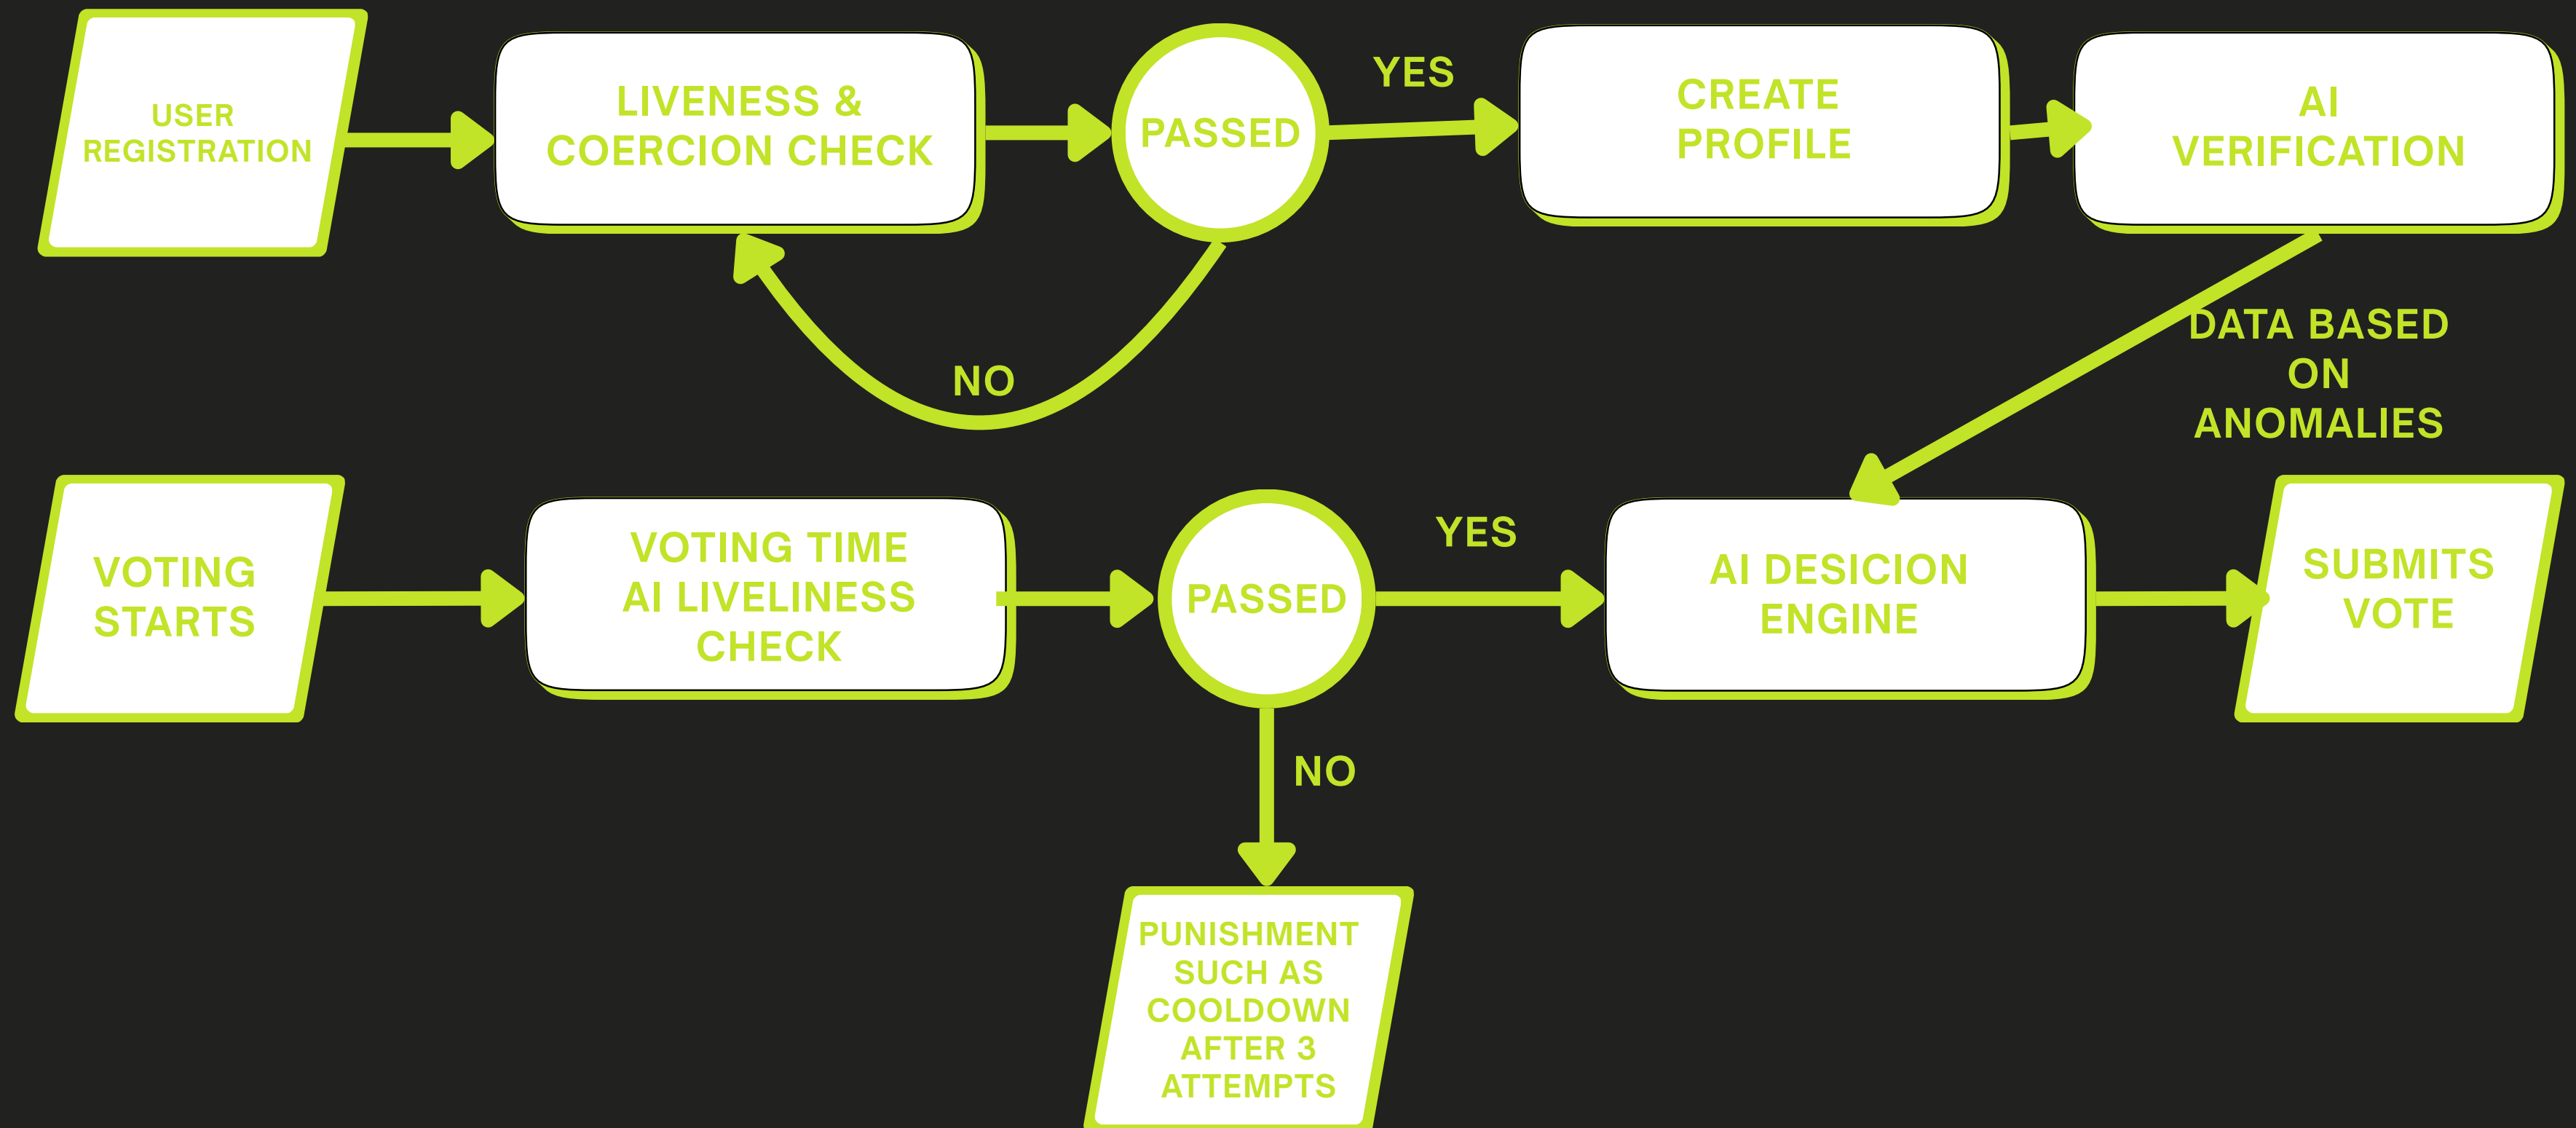 USER
REGISTRATION
LIVENESS &
COERCION CHECK
PASSED
YES
CREATE
PROFILE
AI
VERIFICATION
NO
DATA BASED
ON
ANOMALIES
VOTING
STARTS
VOTING TIME
AI LIVELINESS
CHECK
PASSED
YES
AI DESICION
ENGINE
SUBMITS
VOTE
NO
PUNISHMENT
SUCH AS
COOLDOWN
AFTER 3
ATTEMPTS